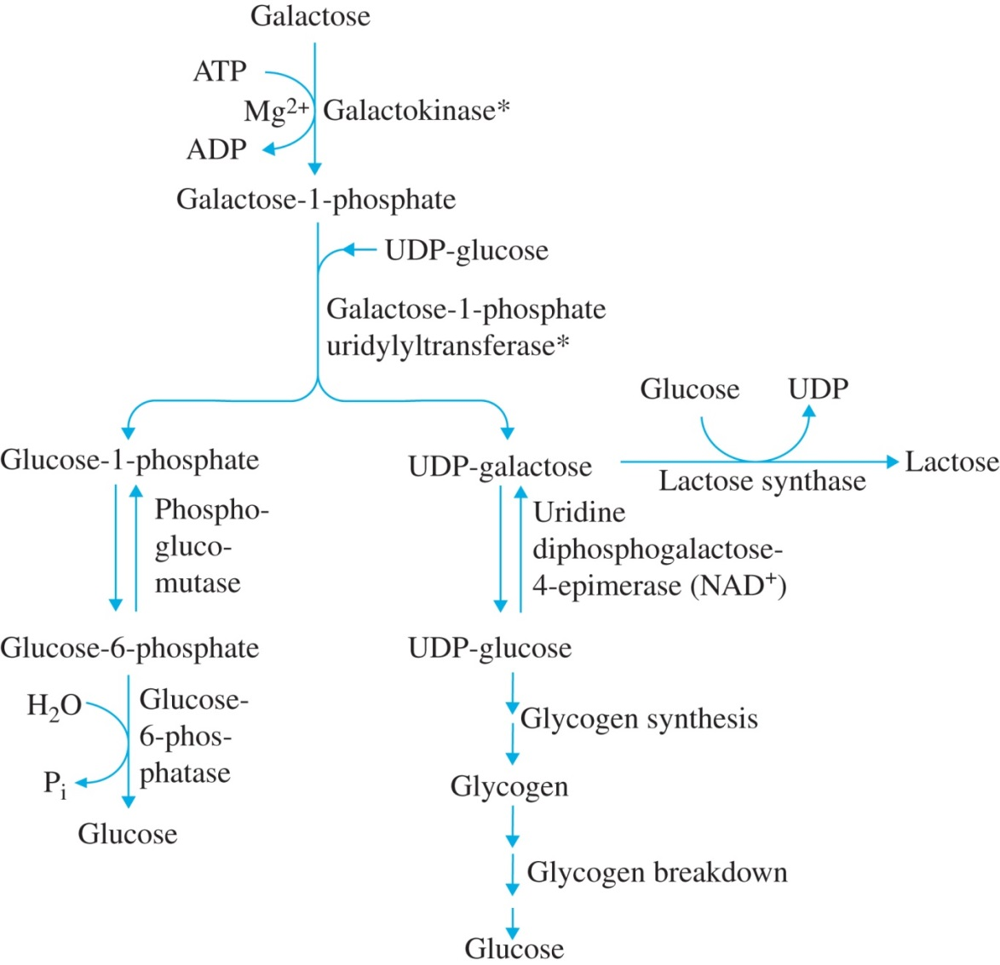 Galactose
ATP
Mg2+
Galactokinase*
ADP
Galactose-1-phosphate
UDP-glucose
Galactose-1-phosphate
uridylyltransferase*
Glucose
UDP
Glucose-1-phosphate
UDP-galactose
Lactose
Lactose synthase
Phospho-
gluco-
mutase
Uridine
diphosphogalactose-
4-epimerase (NAD+)
Glucose-6-phosphate
UDP-glucose
H2O
Glucose-
6-phos-
phatase
Pi
Glucose
Glycogen synthesis
Glycogen
Glycogen breakdown
Glucose